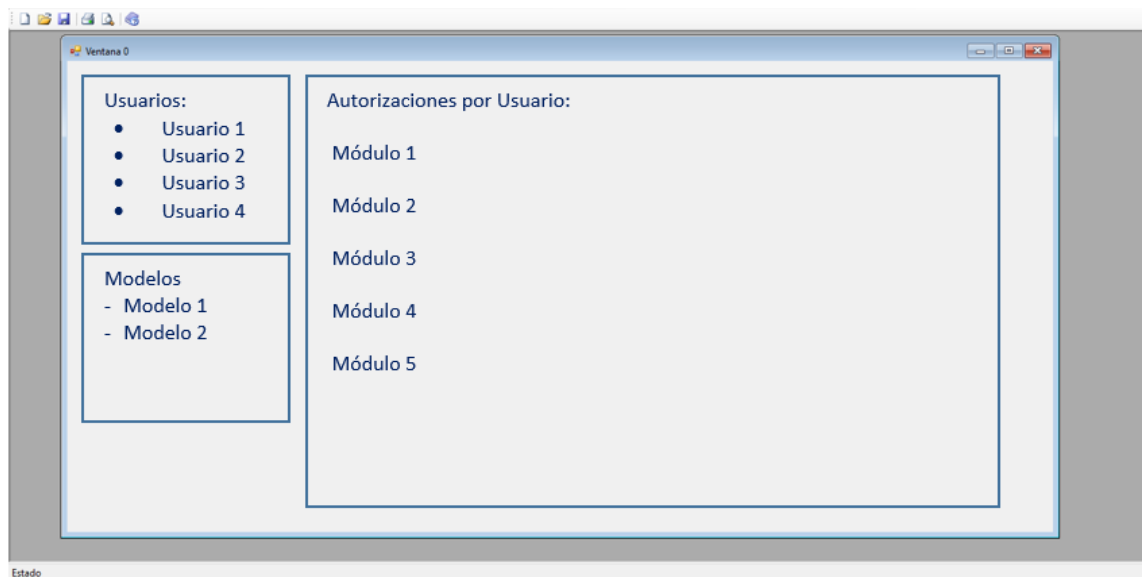 Ventana 0
Usuarios:
• Usuario 1
• Usuario 2
• Usuario 3
• Usuario 4
Modelos
- Modelo 1
- Modelo 2
Autorizaciones por Usuario:
Módulo 1
Módulo 2
Módulo 3
Módulo 4
Módulo 5
Estado